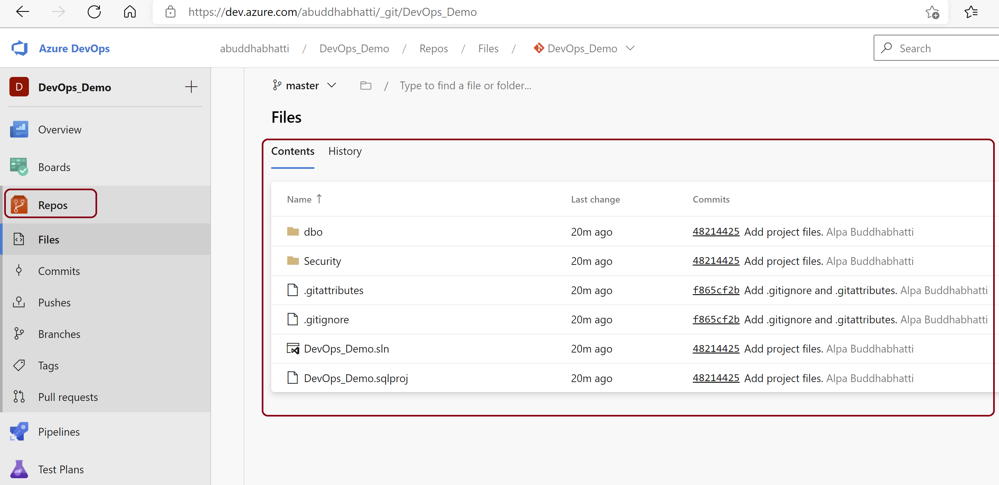 https://dev.azure.com/abuddhabhatti/_git/DevOps_Demo
Azure DevOps
abuddhabhatti / DevOps_Demo / Repos / Files / DevOps_Demo
Search
D DevOps_Demo
Overview
Boards
Repos
Files
Commits
Pushes
Branches
Tags
Pull requests
Pipelines
Test Plans
master / Type to find a file or folder...
Files
Contents History
Name ↑ Last change Commits
dbo 20m ago 48214425 Add project files. Alpa Buddhabhatti
Security 20m ago 48214425 Add project files. Alpa Buddhabhatti
.gitattributes 20m ago f865cf2b Add .gitignore and .gitattributes. Alpa Buddhabhatti
.gitignore 20m ago f865cf2b Add .gitignore and .gitattributes. Alpa Buddhabhatti
DevOps_Demo.sln 20m ago 48214425 Add project files. Alpa Buddhabhatti
DevOps_Demo.sqlproj 20m ago 48214425 Add project files. Alpa Buddhabhatti